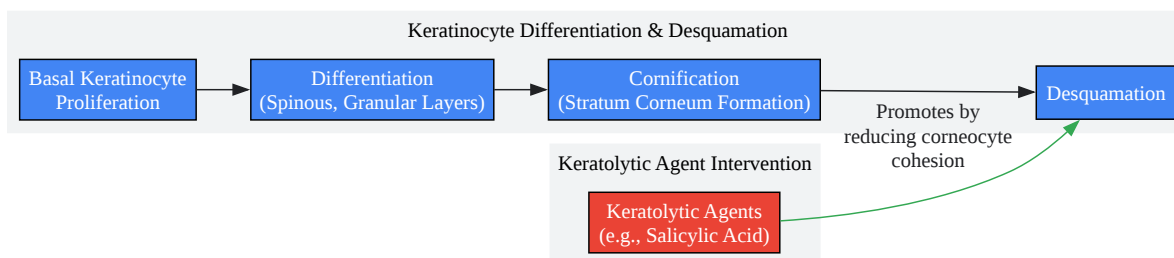 Keratinocyte Differentiation & Desquamation
Basal Keratinocyte
Proliferation
Differentiation
(Spinous, Granular Layers)
Cornification
(Stratum Corneum Formation)
Desquamation
Promotes by
reducing corneocyte
cohesion
Keratolytic Agent Intervention
Keratolytic Agents
(e.g., Salicylic Acid)